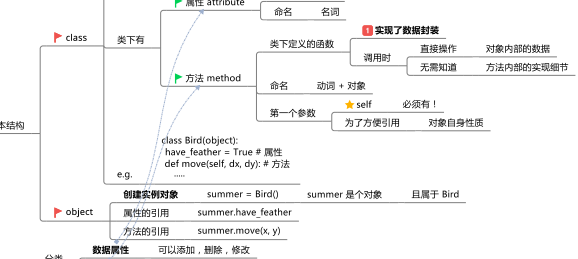 属性 attribute
命名 名词
1 实现了数据封装
class
类下有
类下定义的函数
直接操作 对象内部的数据
调用时
无需知道 方法内部的实现细节
方法 method
命名 动词 + 对象
self 必须有！
第一个参数
为了方便引用 对象自身性质
本结构
class Bird(object):
have_feather = True # 属性
def move(self, dx, dy): # 方法
.....
e.g.
创建实例对象 summer = Bird() summer 是个对象 且属于 Bird
object
属性的引用 summer.have_feather
方法的引用 summer.move(x, y)
数据属性 可以添加，删除，修改